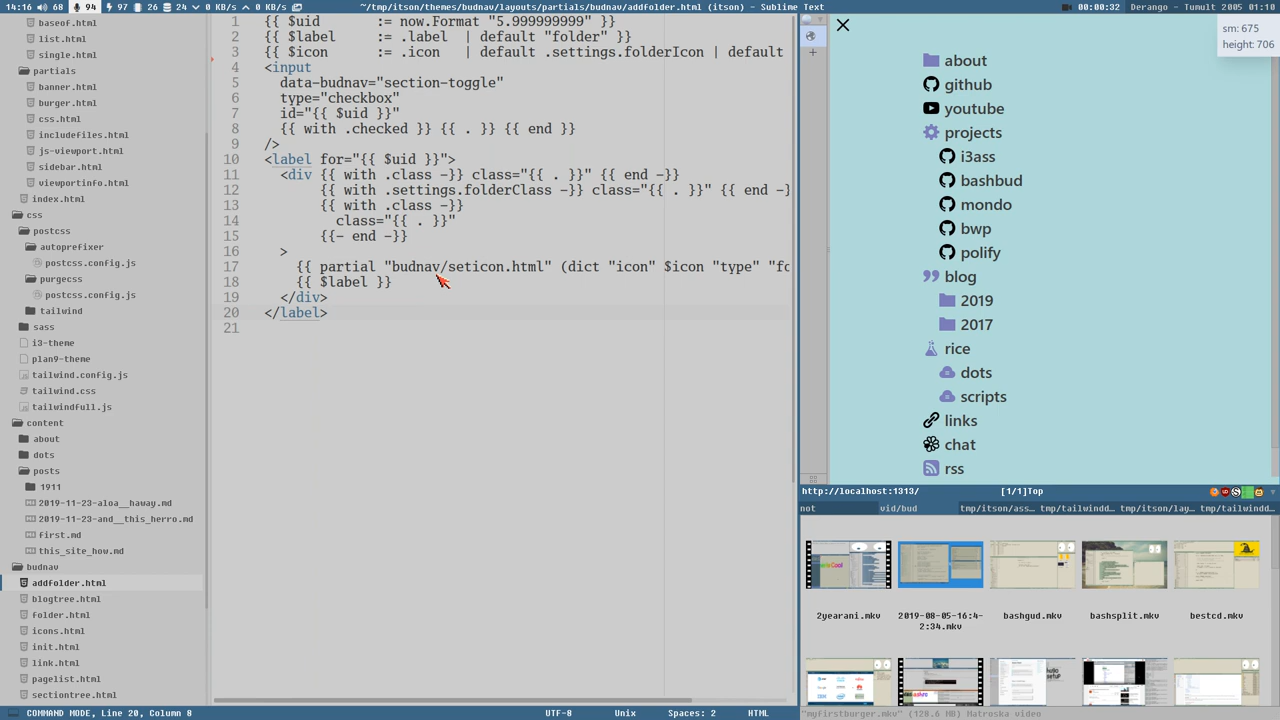 14:16 68 94 97 26 24 0 KB/s 0 KB/s
~/tmp/itson/themes/budnav/layouts/partials/budnav/addfolder.html (itson) - Sublime Text
00:00:32 Derango - Tumult 2005 01:10
baseof.html
list.html
single.html
partials
banner.html
burger.html
css.html
includefiles.html
js-viewport.html
sidebar.html
viewportinfo.html
index.html
css
postcss
autoprefixer
postcss.config.js
purgecss
postcss.config.js
tailwind
sass
i3-theme
plan9-theme
tailwind.config.js
tailwind.css
tailwindfull.js
content
about
dots
posts
1911
2019-11-23-aloa__haway.md
2019-11-23-and__this_herro.md
first.md
this_site_how.md
budnav
addfolder.html
blogtree.html
folder.html
icons.html
init.html
link.html
pagelist.html
sectiontree.html
1 {{ $uid := now.Format "5.999999999" }}
2 {{ $label := .label | default "folder" }}
3 {{ $icon := .icon | default .settings.folderIcon | default
4 <input
5 data-budnav="section-toggle"
6 type="checkbox"
7 id="{{ $uid }}"
8 {{ with .checked }} {{ . }} {{ end }}
9 />
10 <label for="{{ $uid }}">
11 <div {{ with .class -}} class="{{ . }}" {{ end -}}
12 {{ with .settings.folderClass -}} class="{{ . }}" {{ end -}
13 {{ with .class -}}
14 class="{{ . }}"
15 {{- end -}}
16 >
17 {{ partial "budnav/seticon.html" (dict "icon" $icon "type" "fo
18 {{ $label }}
19 </div>
20 </label>
21
sm: 675
height: 706
about
github
youtube
projects
i3ass
bashbud
mondo
bwp
polify
blog
2019
2017
rice
dots
scripts
links
chat
rss
http://localhost:1313/ [1/1]Top
not vid/bud tmp/itson/ass… tmp/tailwindd… tmp/itson/lay… tmp/tailwindd…
2yearani.mkv 2019-08-05-16:4-2:34.mkv bashgud.mkv bashsplit.mkv bestcd.mkv
"myfirstburger.mkv" (128.6 MB) Matroska video
COMMAND MODE, Line 20, Column 8 UTF-8 Unix Spaces: 2 HTML